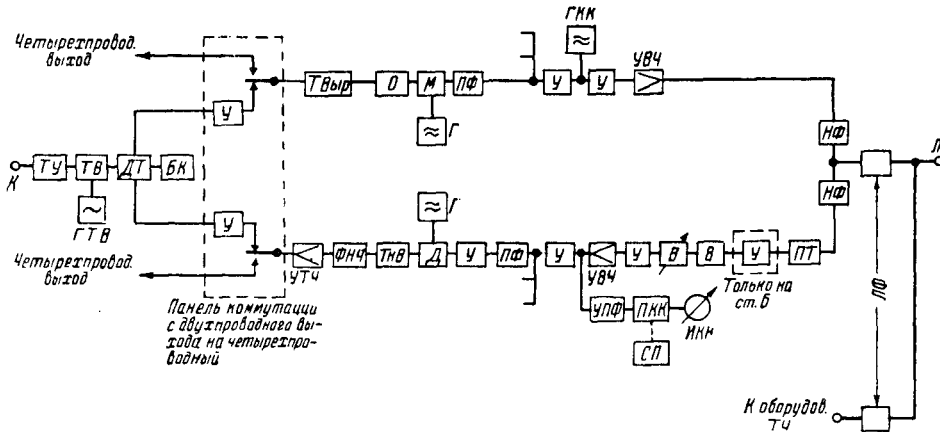 Четырехпровод.
выход
ГКК
УВЧ
ТВыр
О
М
ПФ
У
У
У
Г
НФ
К
ТУ
ТВ
ДТ
БК
ГТВ
Л
НФ
Г
У
УТЧ
ФНЧ
ТНВ
Д
У
ПФ
У
УВЧ
У
В
В
У
ПТ
Только на
ст. Б
Четырехпровод.
выход
Панель коммутации
с двухпроводного вы-
хода на четырехпро-
водный
УПФ
ПКК
ИКК
СП
ЛФ
К оборудов.
ТЧ